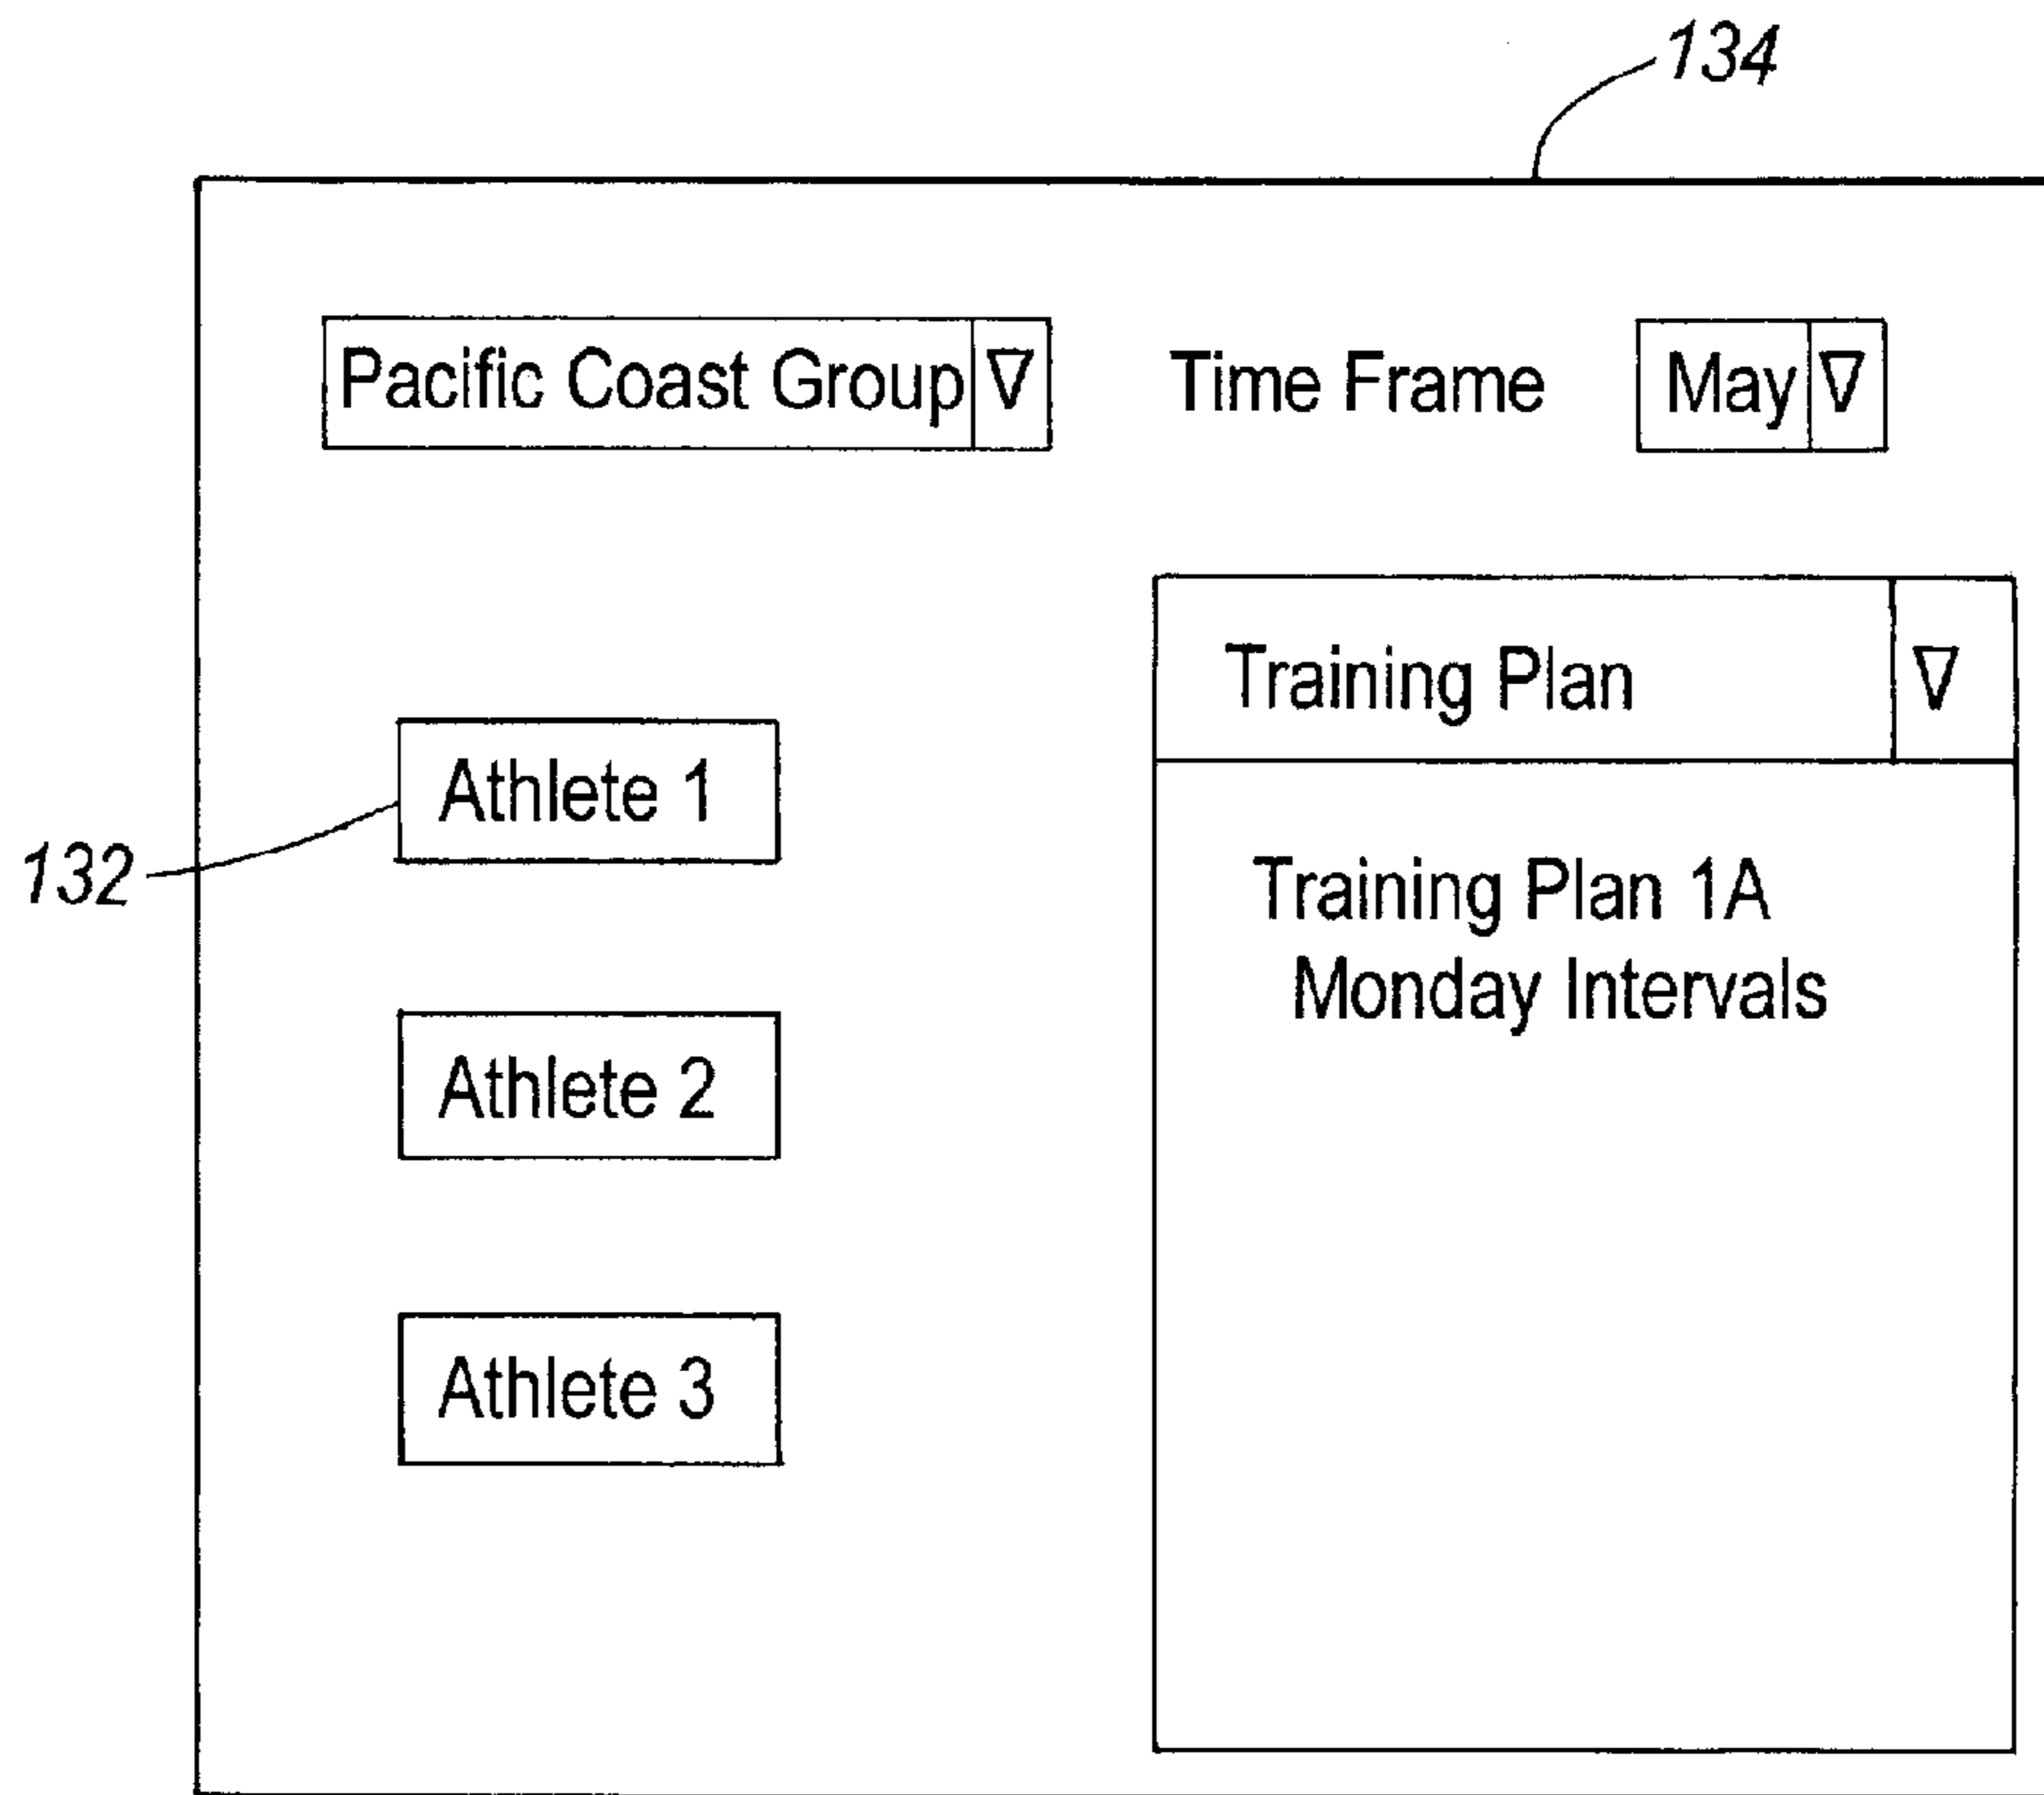 134
Pacific Coast Group Time Frame May
Training Plan
Athlete 1
132
Training Plan 1A
Monday Intervals
Athlete 2
Athlete 3